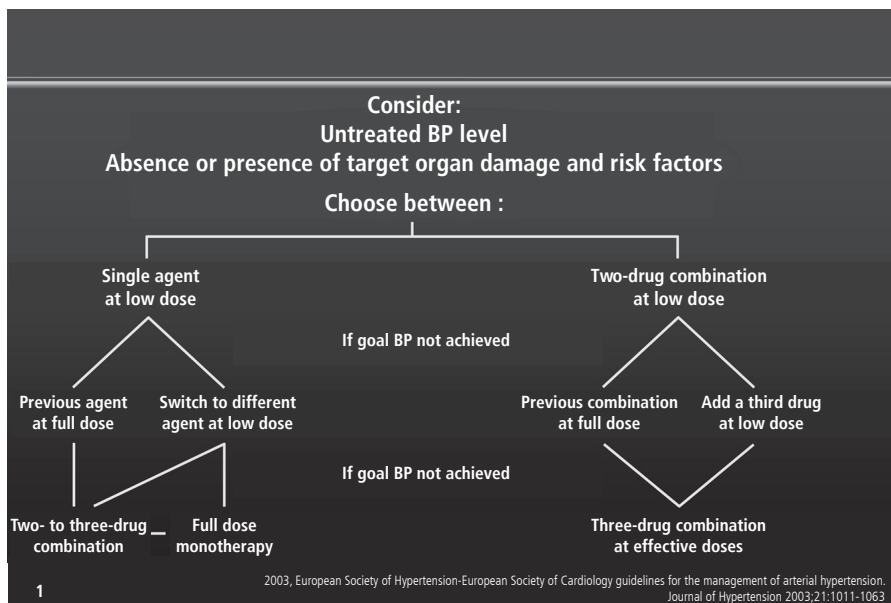 Consider:
Untreated BP level
Absence or presence of target organ damage and risk factors
Choose between :
Single agent
at low dose
Two-drug combination
at low dose
If goal BP not achieved
Previous agent
at full dose
Switch to different
agent at low dose
Previous combination
at full dose
Add a third drug
at low dose
If goal BP not achieved
Two- to three-drug
combination
Full dose
monotherapy
Three-drug combination
at effective doses
1
2003, European Society of Hypertension-European Society of Cardiology guidelines for the management of arterial hypertension.
Journal of Hypertension 2003;21:1011-1063